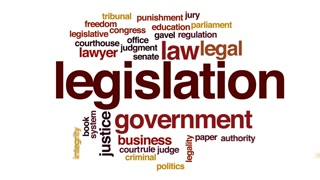 tribunal
punishment jury
freedom
education parliament
legislative congress
gavel regulation
courthouse office
judgment
lawyer
senate
law legal
legislation
book
system
justice
government
integrity
business
legality
paper authority
court rule judge
criminal
politics